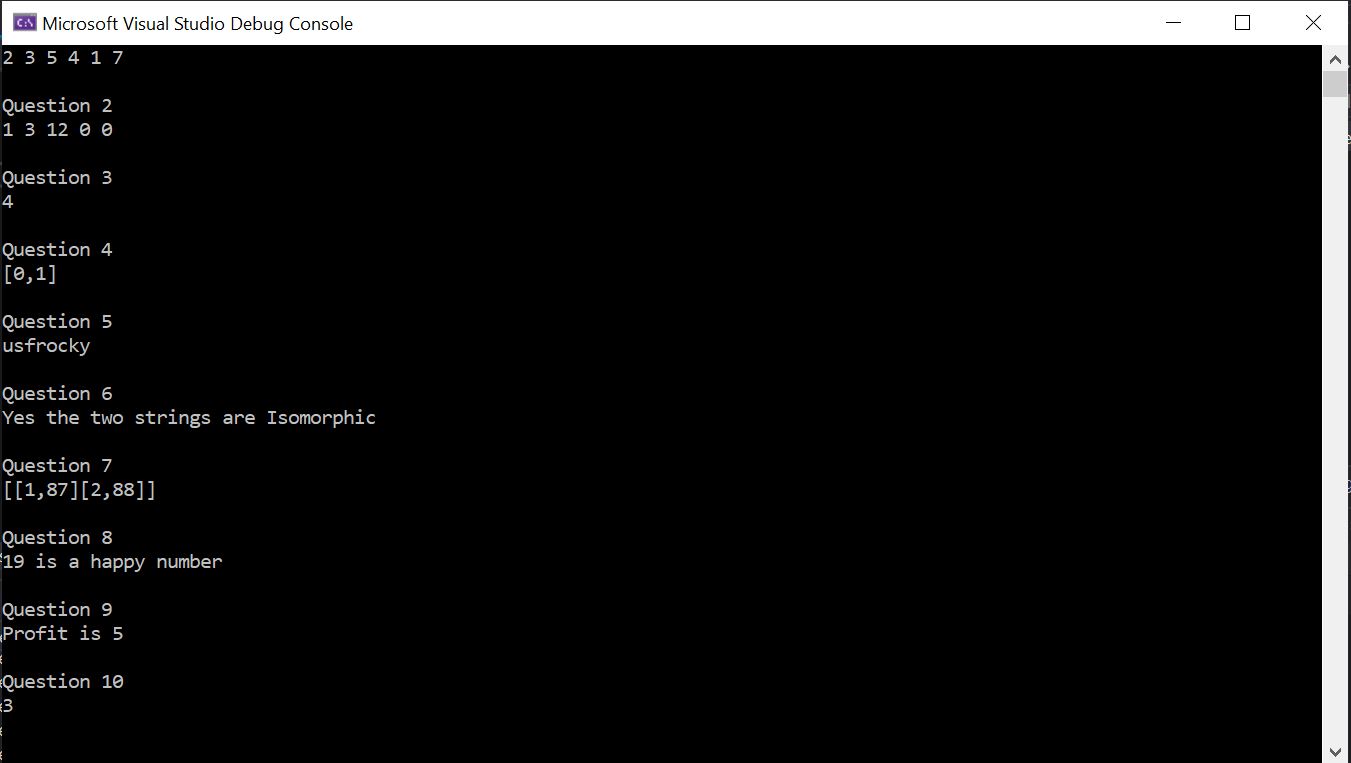 Microsoft Visual Studio Debug Console
2 3 5 4 1 7
Question 2
1 3 12 0 0
Question 3
4
Question 4
[0,1]
Question 5
usfrocky
Question 6
Yes the two strings are Isomorphic
Question 7
[[1,87][2,88]]
Question 8
19 is a happy number
Question 9
Profit is 5
Question 10
3